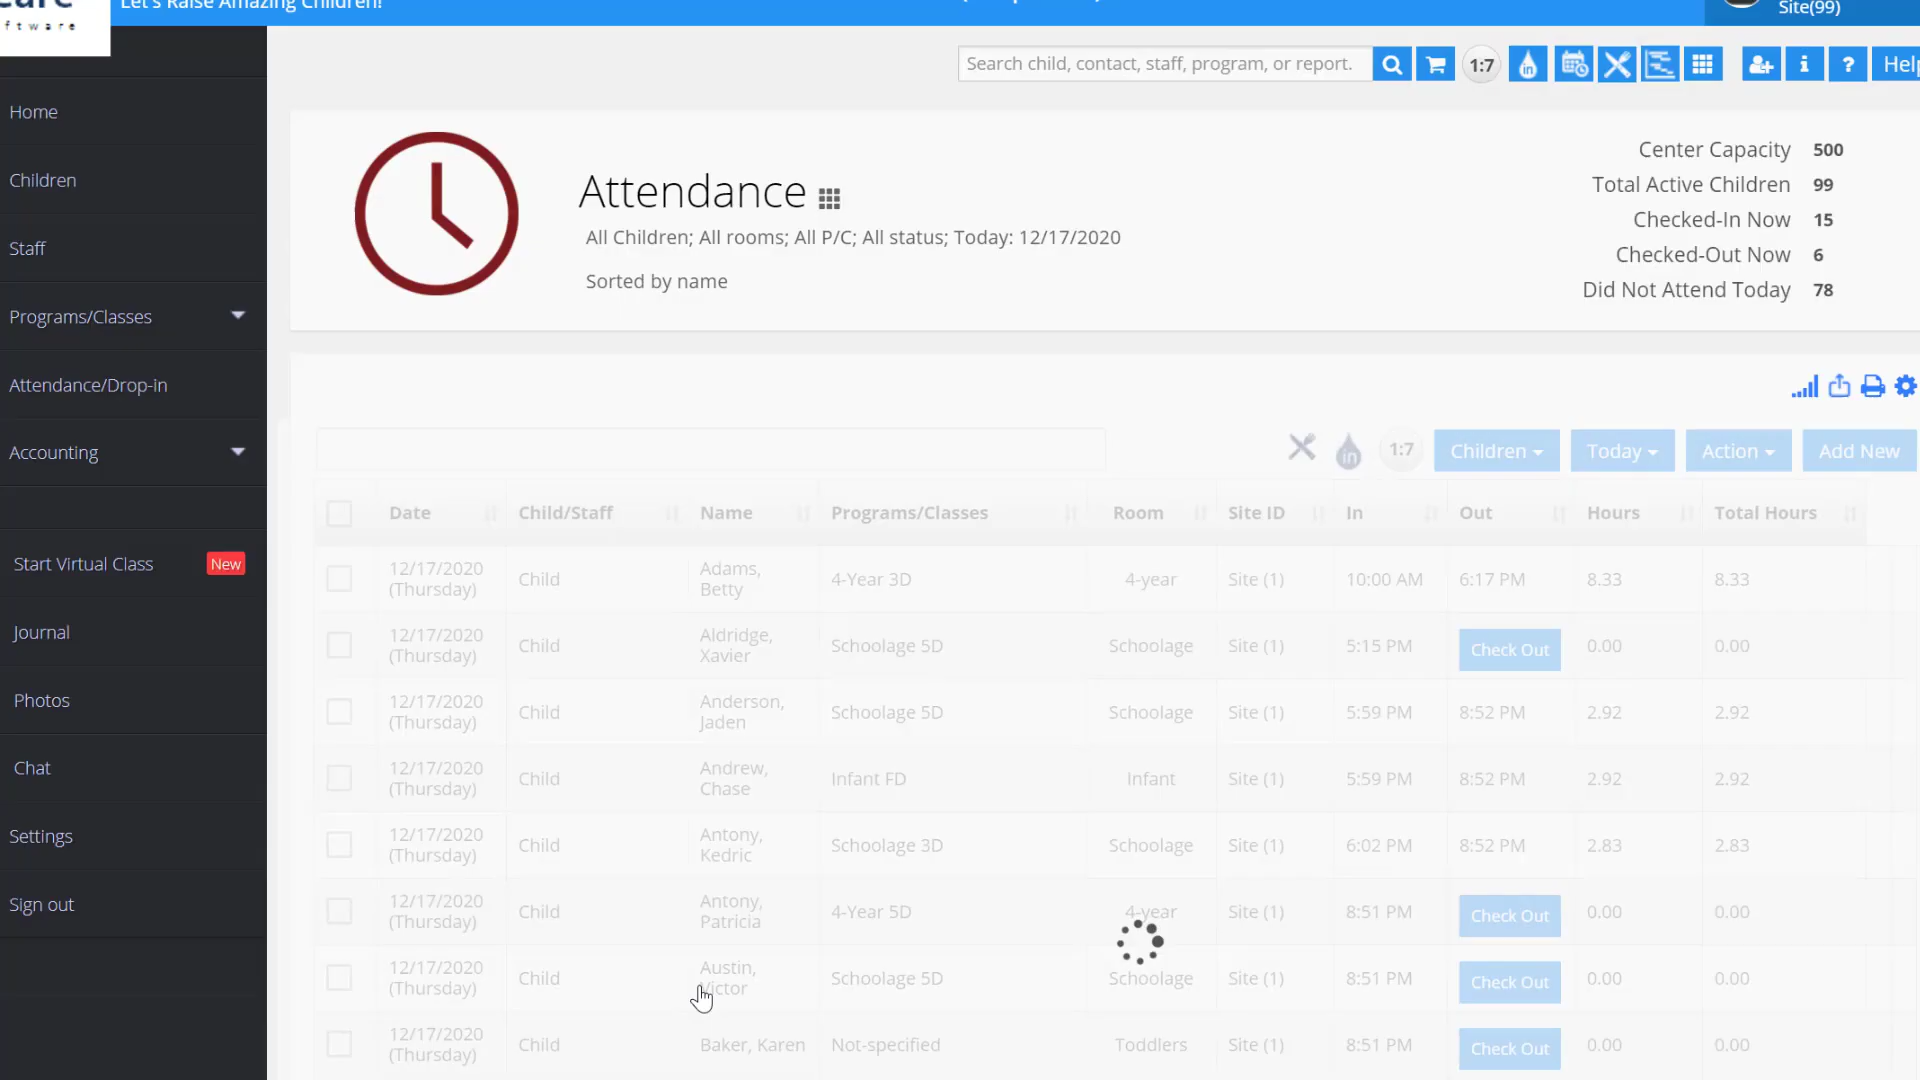 Let's Raise Amazing Children!
Site(99)
software
Search child, contact, staff, program, or report.
1:7
in
i
?
Home
Children
Staff
Programs/Classes
Attendance/Drop-in
Accounting
Start Virtual Class New
Journal
Photos
Chat
Settings
Sign out
Attendance
All Children; All rooms; All P/C; All status; Today: 12/17/2020
Sorted by name
Center Capacity 500
Total Active Children 99
Checked-In Now 15
Checked-Out Now 6
Did Not Attend Today 78
in 1:7 Children Today Action Add New
Date Child/Staff Name Programs/Classes Room Site ID In Out Hours Total Hours
12/17/2020 (Thursday) Child Adams, Betty 4-Year 3D 4-year Site (1) 10:00 AM 6:17 PM 8.33 8.33
12/17/2020 (Thursday) Child Aldridge, Xavier Schoolage 5D Schoolage Site (1) 5:15 PM Check Out 0.00 0.00
12/17/2020 (Thursday) Child Anderson, Jaden Schoolage 5D Schoolage Site (1) 5:59 PM 8:52 PM 2.92 2.92
12/17/2020 (Thursday) Child Andrew, Chase Infant FD Infant Site (1) 5:59 PM 8:52 PM 2.92 2.92
12/17/2020 (Thursday) Child Antony, Kedric Schoolage 3D Schoolage Site (1) 6:02 PM 8:52 PM 2.83 2.83
12/17/2020 (Thursday) Child Antony, Patricia 4-Year 5D 4-year Site (1) 8:51 PM Check Out 0.00 0.00
12/17/2020 (Thursday) Child Austin, Victor Schoolage 5D Schoolage Site (1) 8:51 PM Check Out 0.00 0.00
12/17/2020 (Thursday) Child Baker, Karen Not-specified Toddlers Site (1) 8:51 PM Check Out 0.00 0.00